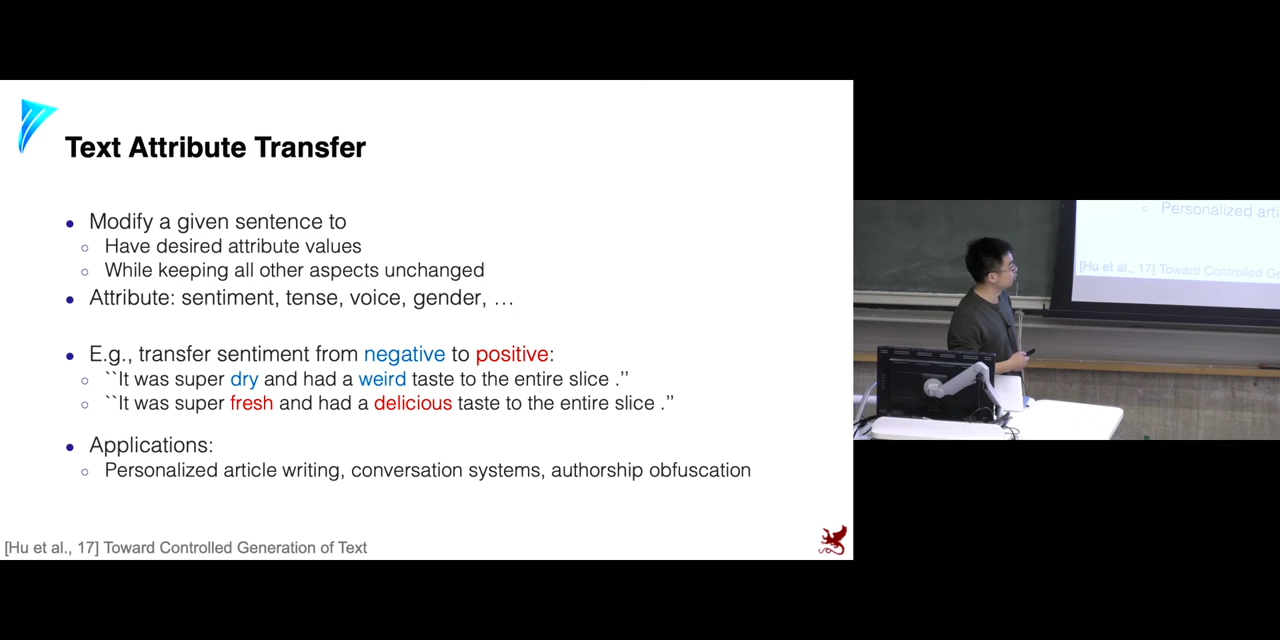 Text Attribute Transfer
● Modify a given sentence to
○ Have desired attribute values
○ While keeping all other aspects unchanged
● Attribute: sentiment, tense, voice, gender, …
● E.g., transfer sentiment from negative to positive:
○ ``It was super dry and had a weird taste to the entire slice .’’
○ ``It was super fresh and had a delicious taste to the entire slice .’’
● Applications:
○ Personalized article writing, conversation systems, authorship obfuscation
[Hu et al., 17] Toward Controlled Generation of Text
○ Personalized arti
[Hu et al., 17] Toward Controlled Ge